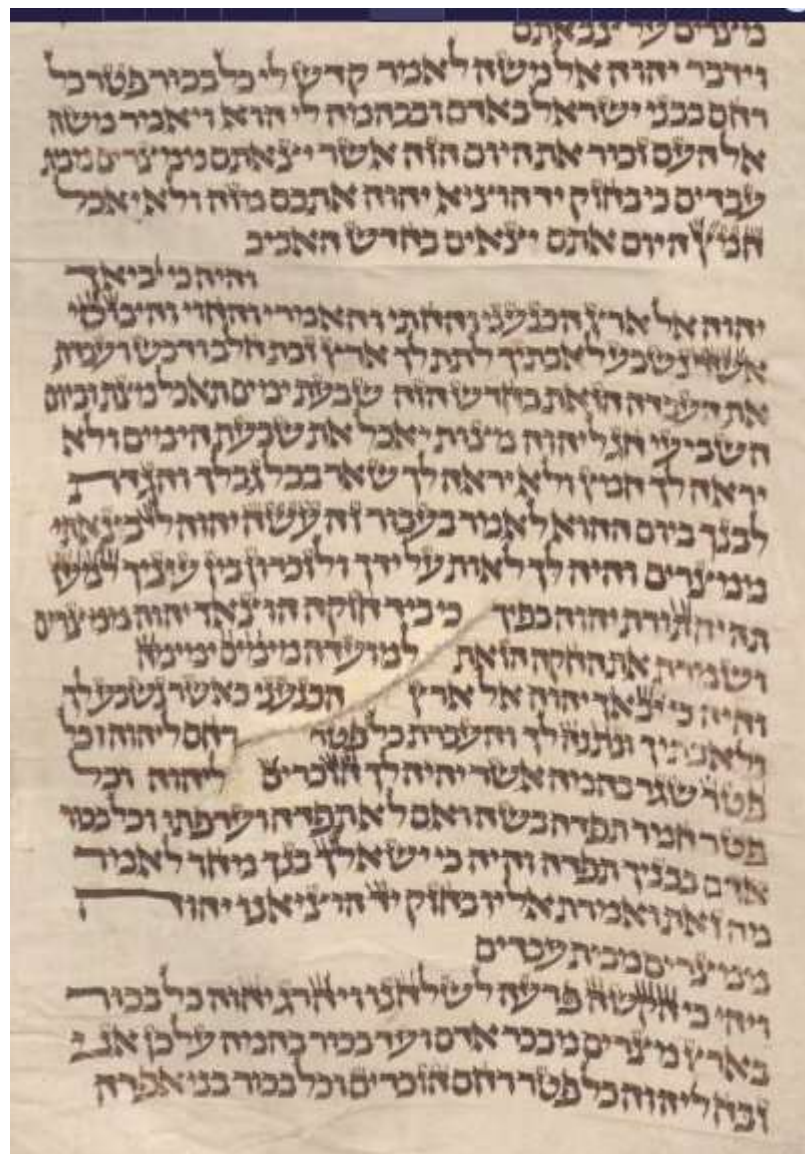 מצרים על צבאתם
וידבר יהוה אל משה לאמר קדש לי כל בכור פטר כל
רחם בבני ישראל באדם ובבהמה לי הוא ויאמר משה
אל העם זכור את היום הזה אשר יצאתם ממצרים מבית
עבדים כי בחזק יד הוציא יהוה אתכם מזה ולא יאכל
חמץ היום אתם יצאים בחדש האביב
והיה כי יביאך
יהוה אל ארץ הכנעני והחתי והאמרי והחוי והיבוסי
אשר נשבע לאבתיך לתת לך ארץ זבת חלב ודבש ועבדת
את העבדה הזאת בחדש הזה שבעת ימים תאכל מצת וביום
השביעי חג ליהוה מצות יאכל את שבעת הימים ולא
יראה לך חמץ ולא יראה לך שאר בכל גבלך והגדת
לבנך ביום ההוא לאמר בעבור זה עשה יהוה לי בצאתי
ממצרים והיה לך לאות על ידך ולזכרון בין עיניך למען
תהיה תורת יהוה בפיך כי ביד חזקה הוצאך יהוה ממצרים
ושמרת את החקה הזאת למועדה מימים ימימה
והיה כי יבאך יהוה אל ארץ הכנעני כאשר נשבע לך
ולאבתיך ונתנה לך והעברת כל פטר רחם ליהוה וכל
פטר שגר בהמה אשר יהיה לך הזכרים ליהוה וכל
פטר חמר תפדה בשה ואם לא תפדה וערפתו וכל בכור
אדם בבניך תפדה והיה כי ישאלך בנך מחר לאמר
מה זאת ואמרת אליו בחזק יד הוציאנו יהוה
ממצרים מבית עבדים
ויהי כי הקשה פרעה לשלחנו ויהרג יהוה כל בכור
בארץ מצרים מבכר אדם ועד בכור בהמה על כן אני
זבח ליהוה כל פטר רחם הזכרים וכל בכור בני אפדה